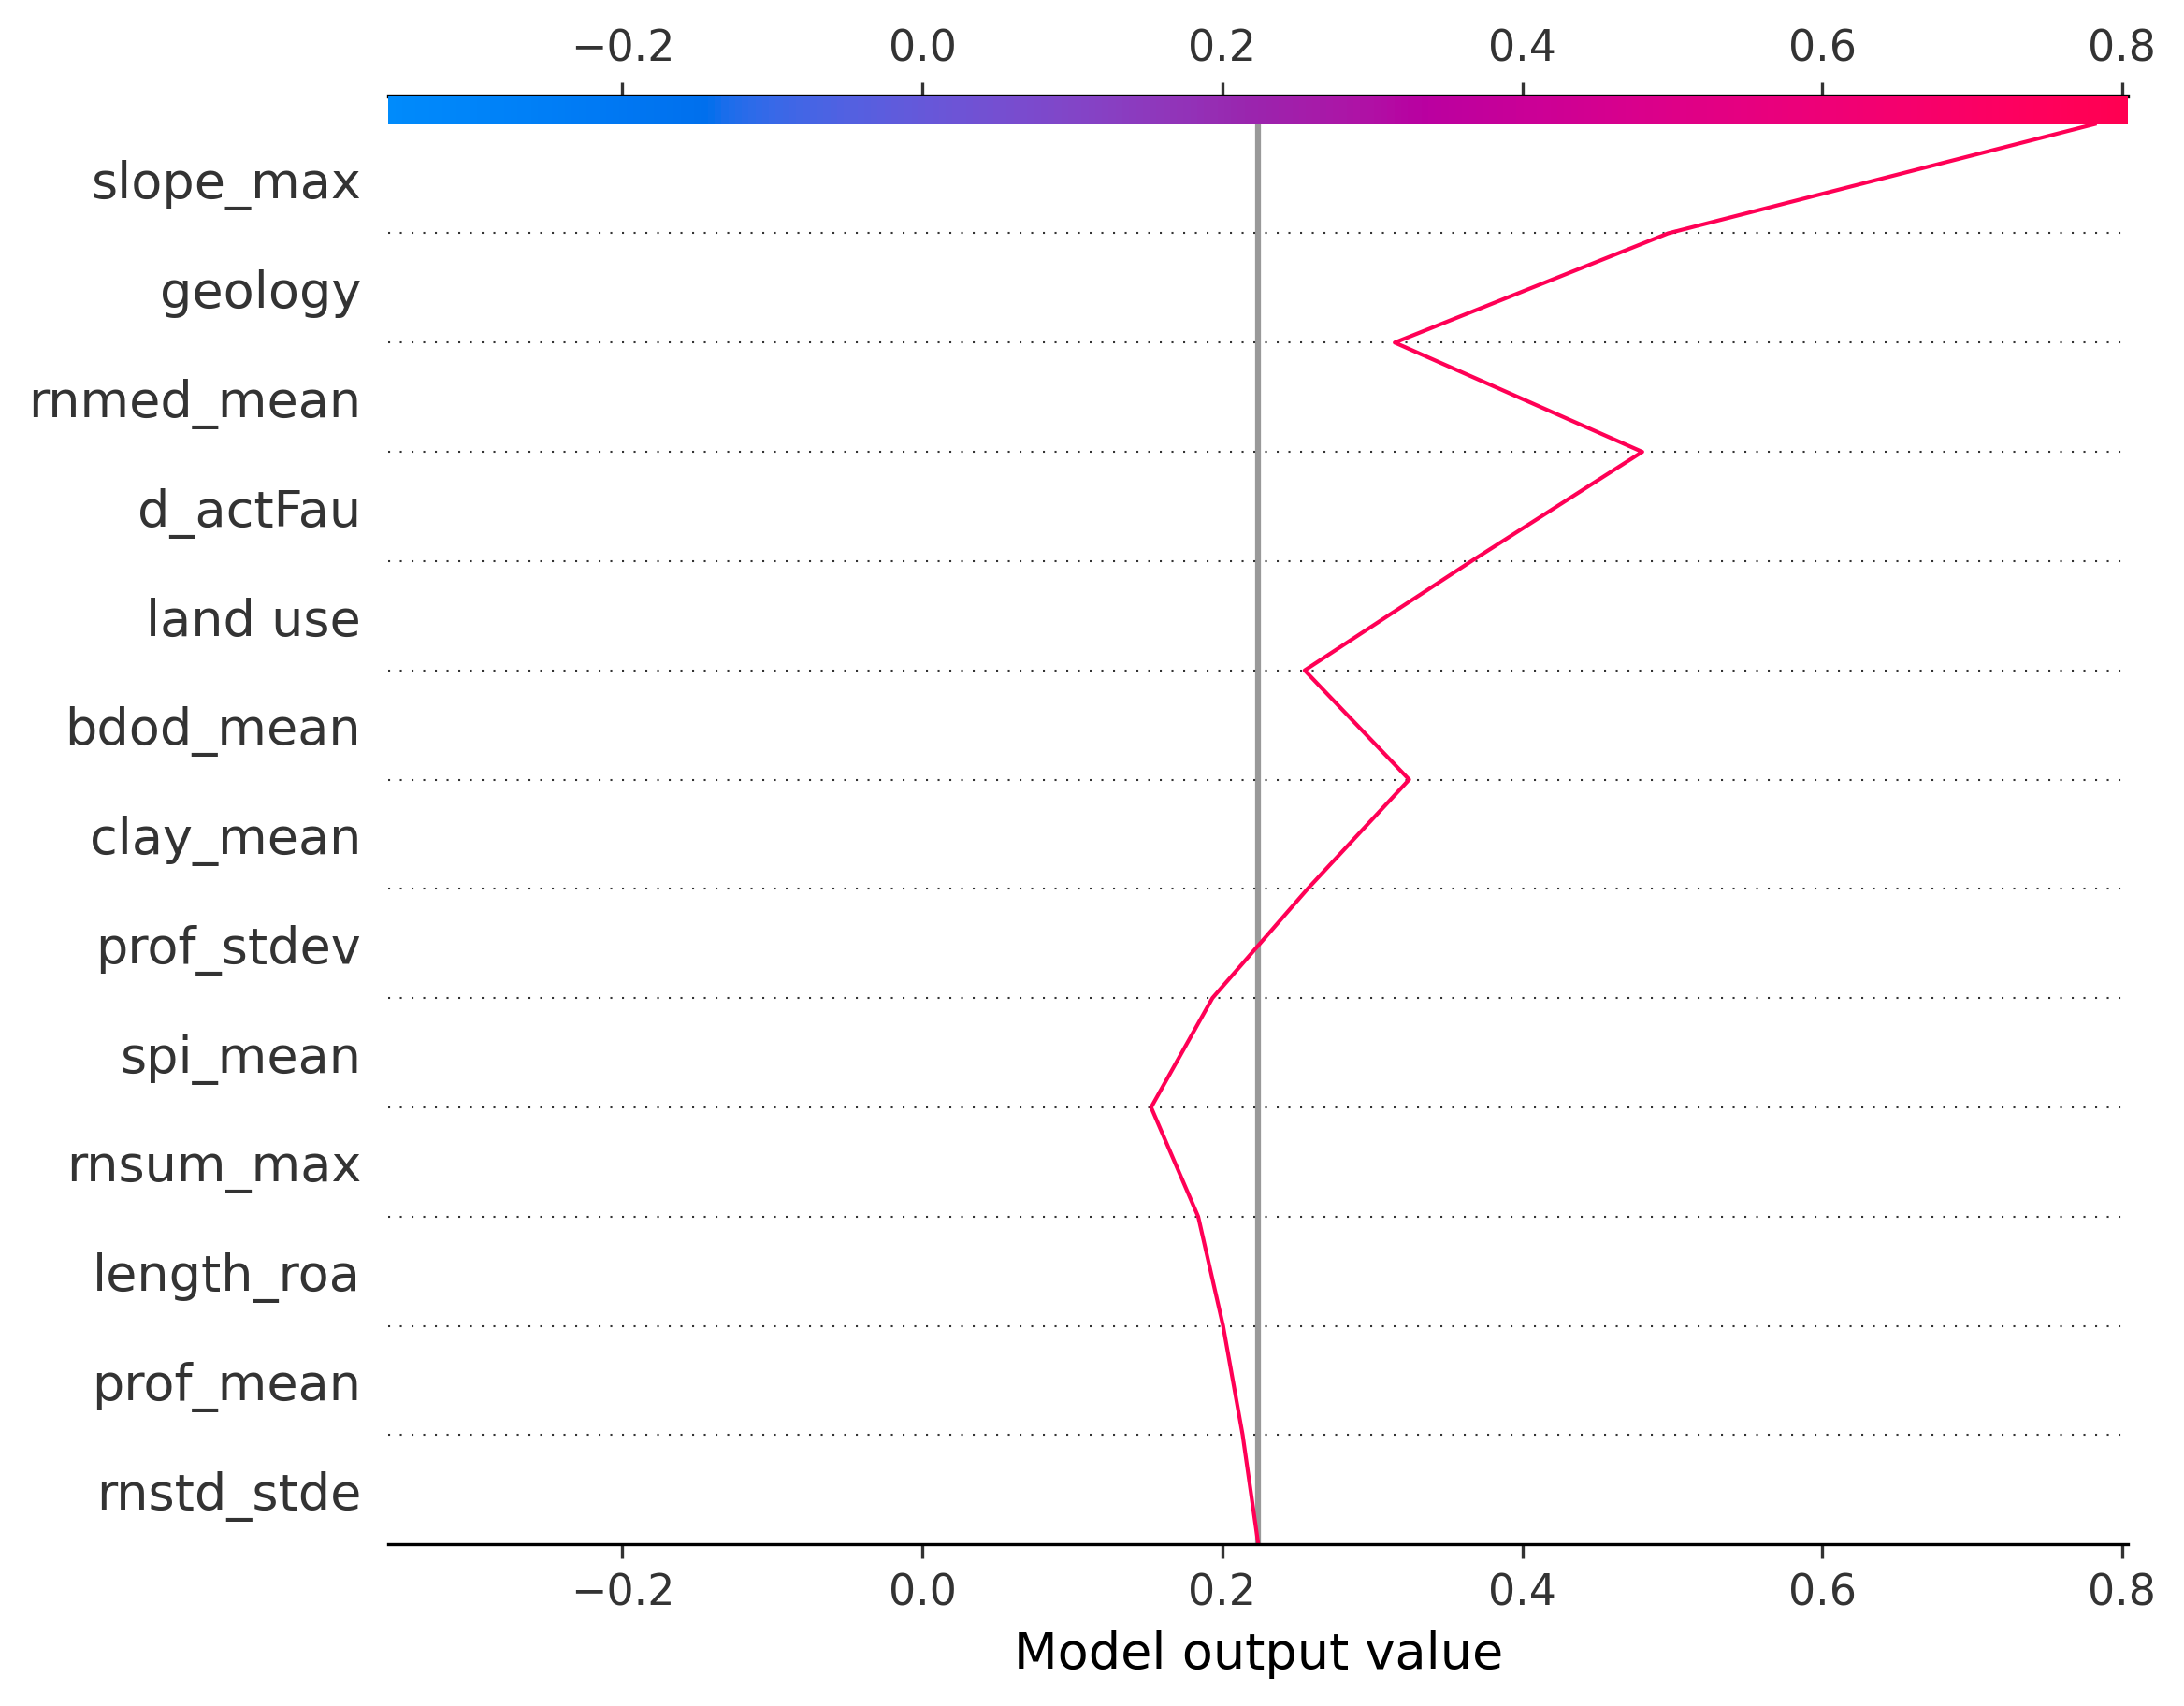 −0.2 0.0 0.2 0.4 0.6 0.8
slope_max
geology
rnmed_mean
d_actFau
land use
bdod_mean
clay_mean
prof_stdev
spi_mean
rnsum_max
length_roa
prof_mean
rnstd_stde
−0.2 0.0 0.2 0.4 0.6 0.8
Model output value